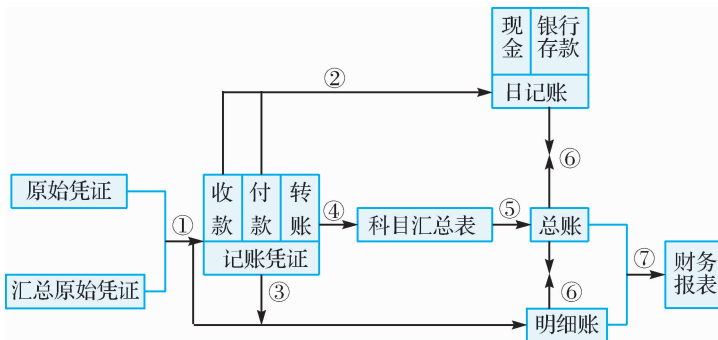 现金
银行存款
日记账
②
⑥
原始凭证
汇总原始凭证
①
收款
付款
转账
记账凭证
③
④
科目汇总表
⑤
总账
⑥
明细账
⑦
财务报表